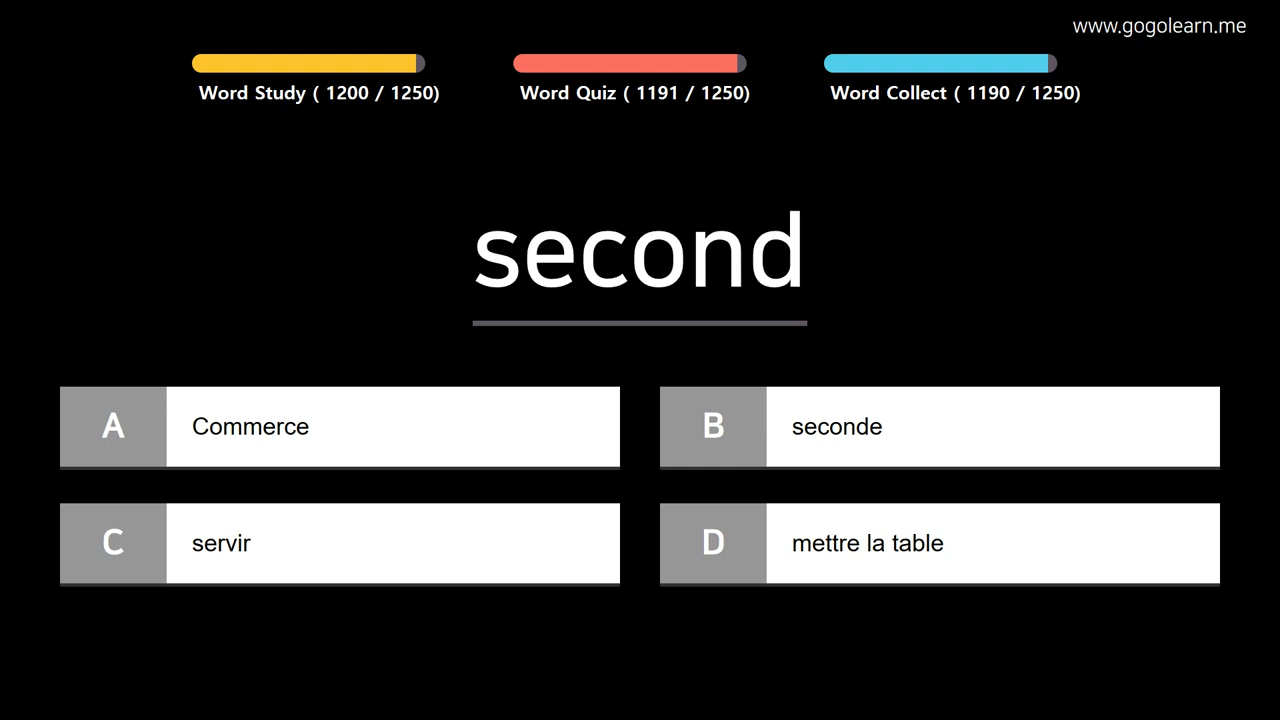 www.gogolearn.me
Word Study ( 1200 / 1250)
Word Quiz ( 1191 / 1250)
Word Collect ( 1190 / 1250)
second
A Commerce
B seconde
C servir
D mettre la table